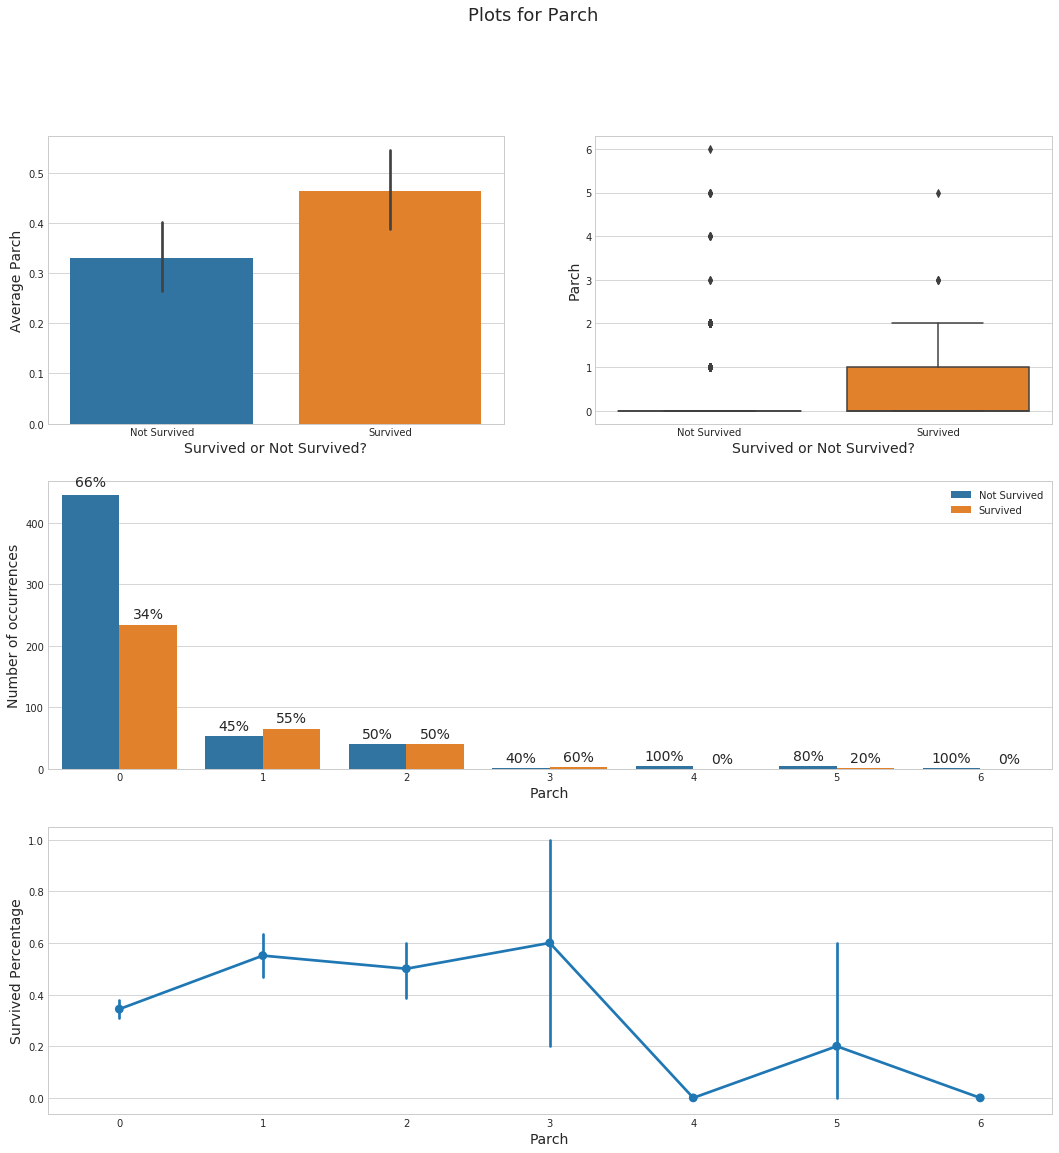 Plots for Parch
0.5
0.4
0.3
0.2
0.1
0.0
Average Parch
Not Survived Survived
Survived or Not Survived?
6
5
4
3
2
1
0
Parch
Not Survived Survived
Survived or Not Survived?
Not Survived
Survived
400
300
200
100
0
Number of occurrences
66% 34% 45% 55% 50% 50% 40% 60% 100% 0% 80% 20% 100% 0%
0 1 2 3 4 5 6
Parch
1.0
0.8
0.6
0.4
0.2
0.0
Survived Percentage
0 1 2 3 4 5 6
Parch